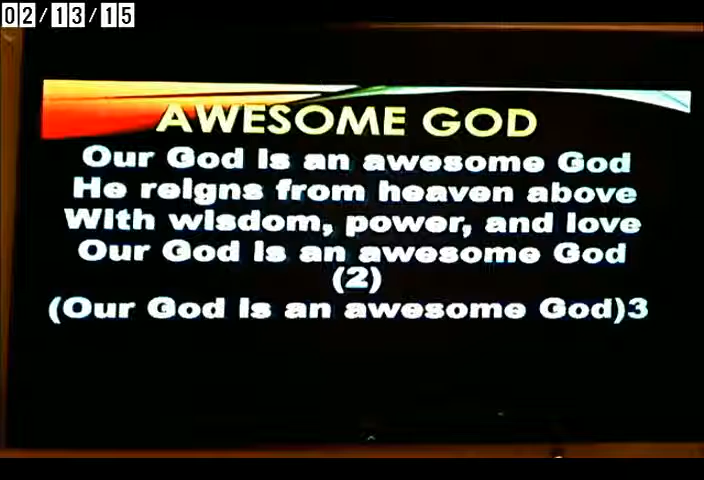 02/13/15
AWESOME GOD
Our God is an awesome God
He reigns from heaven above
With wisdom, power, and love
Our God is an awesome God
(2)
(Our God is an awesome God)3